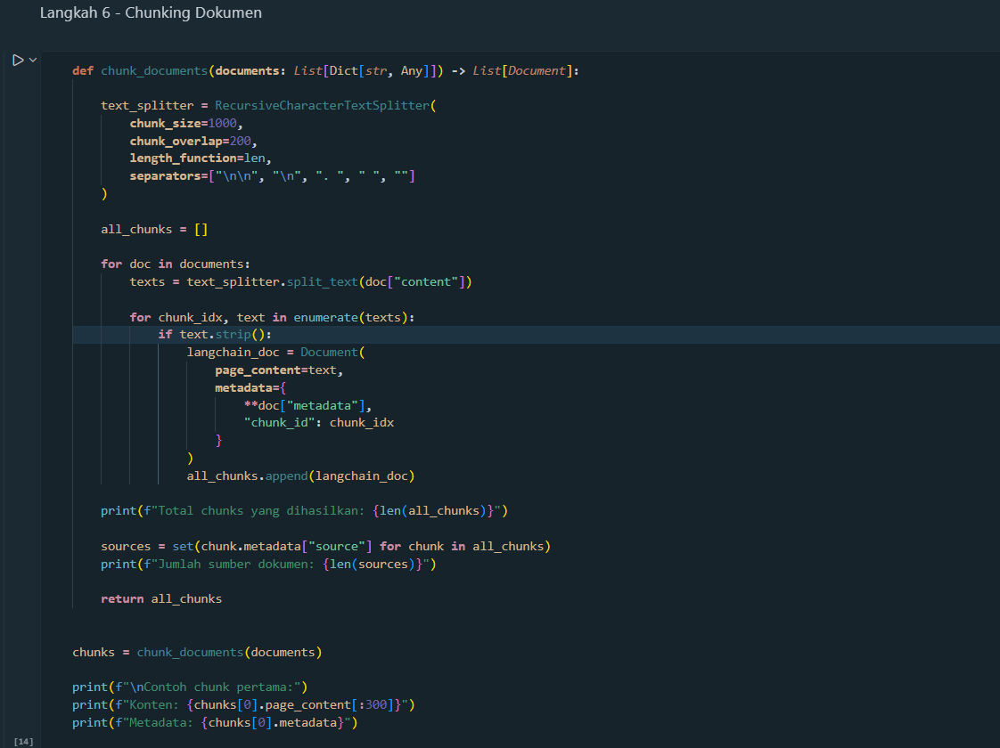 Langkah 6 - Chunking Dokumen
def chunk_documents(documents: List[Dict[str, Any]]) -> List[Document]:
text_splitter = RecursiveCharacterTextSplitter(
chunk_size=1000,
chunk_overlap=200,
length_function=len,
separators=["\n\n", "\n", ". ", " ", ""]
)
all_chunks = []
for doc in documents:
texts = text_splitter.split_text(doc["content"])
for chunk_idx, text in enumerate(texts):
if text.strip():
langchain_doc = Document(
page_content=text,
metadata={
**doc["metadata"],
"chunk_id": chunk_idx
}
)
all_chunks.append(langchain_doc)
print(f"Total chunks yang dihasilkan: {len(all_chunks)}")
sources = set(chunk.metadata["source"] for chunk in all_chunks)
print(f"Jumlah sumber dokumen: {len(sources)}")
return all_chunks
chunks = chunk_documents(documents)
print(f"\nContoh chunk pertama:")
print(f"Konten: {chunks[0].page_content[:300]}")
print(f"Metadata: {chunks[0].metadata}")
[14]